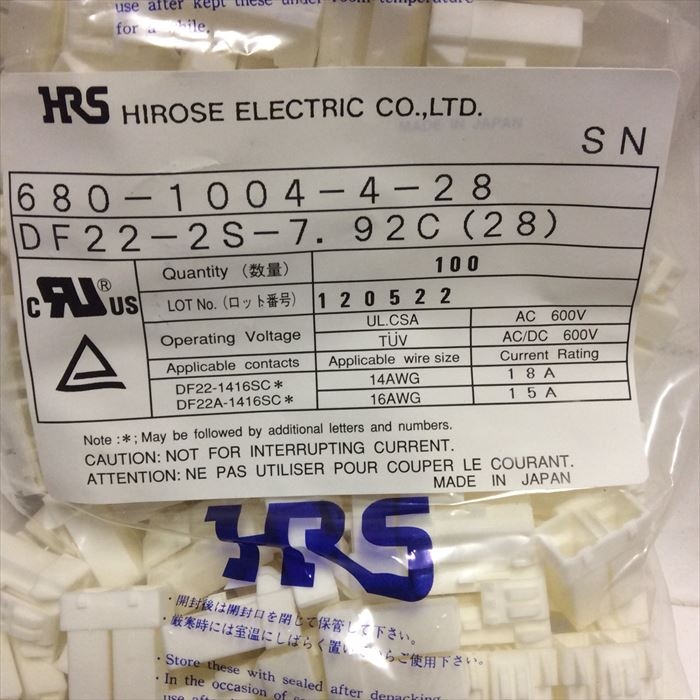 use after kept these under room temperature
for a while.
HRS HIROSE ELECTRIC CO.,LTD.
MADE IN JAPAN
SN
680-1004-4-28
DF22-2S-7.92C(28)
Quantity (数量) 100
LOT No. (ロット番号) 120522
C RU ® US
Operating Voltage UL.CSA AC 600V
TÜV AC/DC 600V
Applicable contacts Applicable wire size Current Rating
DF22-1416SC* 14AWG 18A
DF22A-1416SC* 16AWG 15A
Note :*; May be followed by additional letters and numbers.
CAUTION: NOT FOR INTERRUPTING CURRENT.
ATTENTION: NE PAS UTILISER POUR COUPER LE COURANT.
MADE IN JAPAN
HRS
・開封後は開封口を閉じて保管して下さい。
・厳寒時には室温にしばらく置いてからご使用下さい。
・Store these with sealed after depacking
・In the occasion of
use after